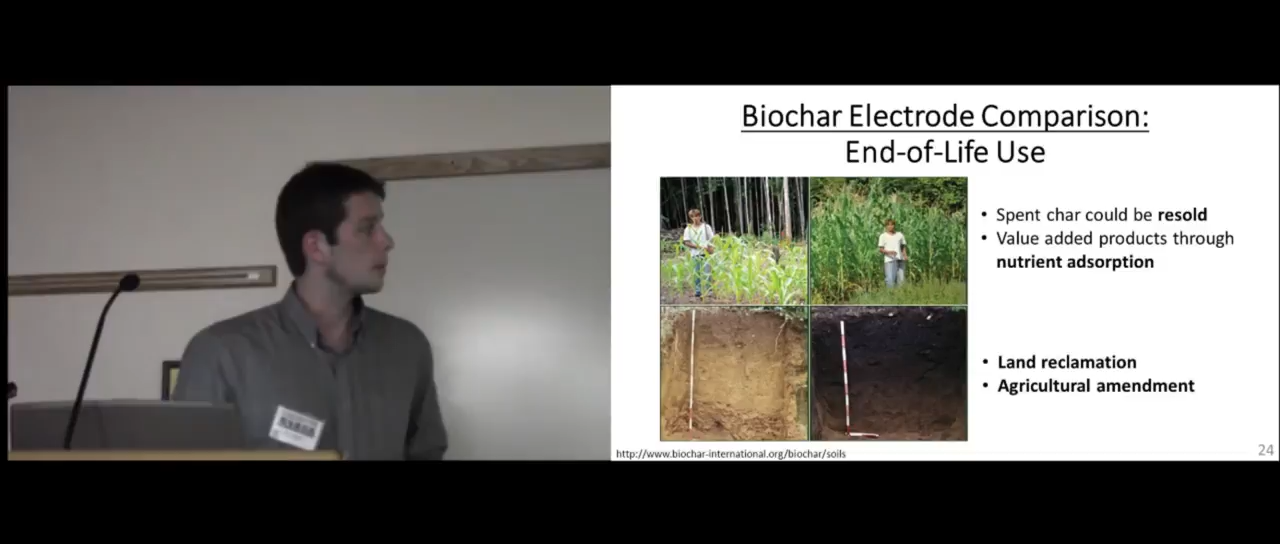 Biochar Electrode Comparison:
End-of-Life Use
• Spent char could be resold
• Value added products through
nutrient adsorption
• Land reclamation
• Agricultural amendment
http://www.biochar-international.org/biochar/soils
24